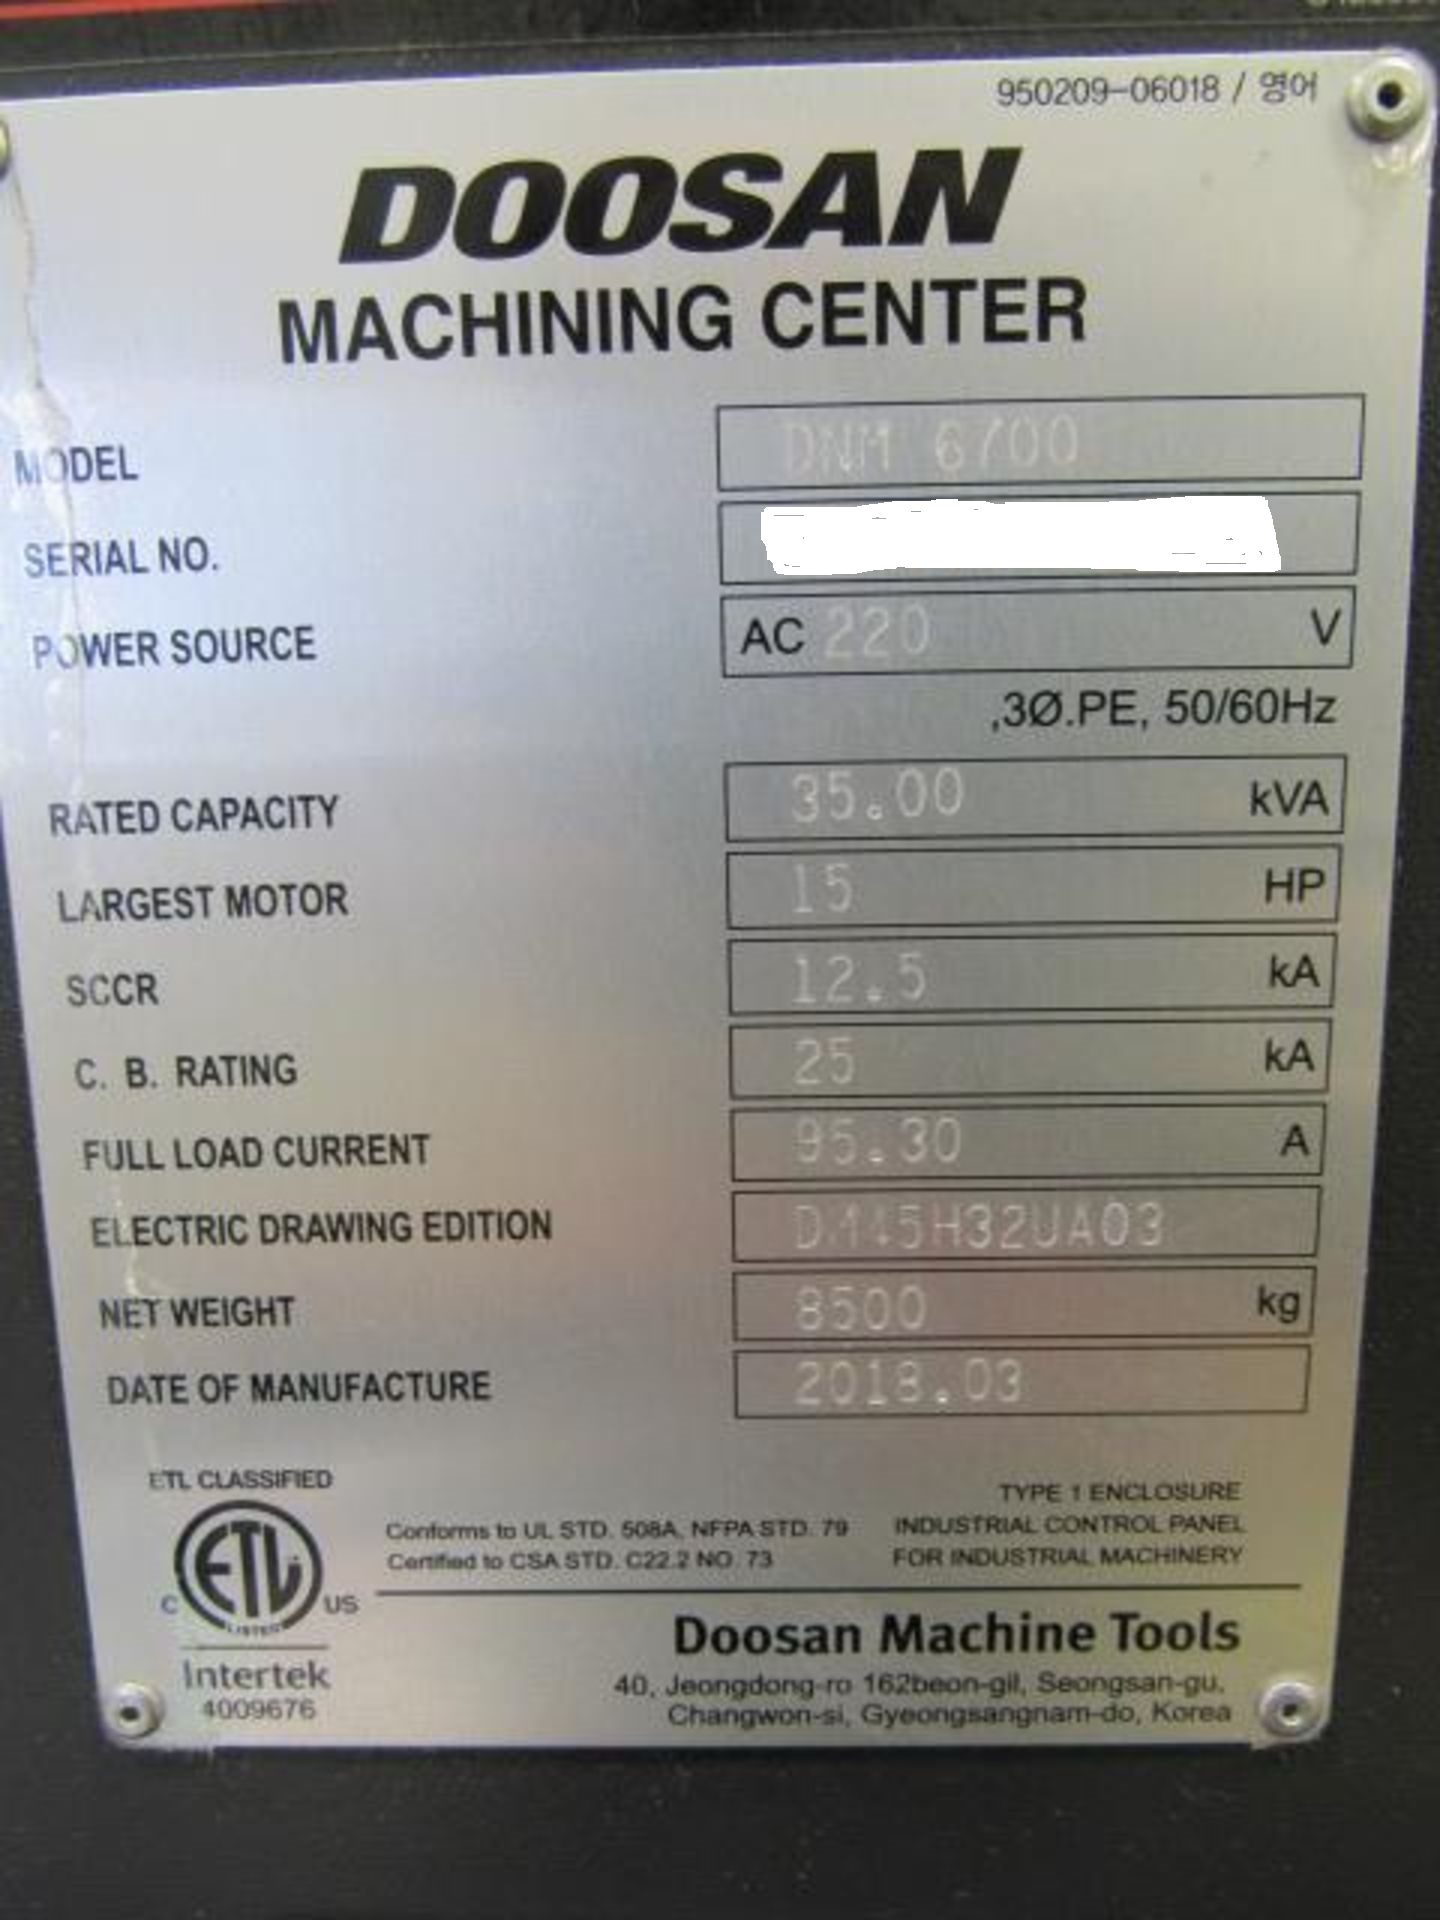 950209-06018 / 영어
DOOSAN
MACHINING CENTER
MODEL DNM 6700
SERIAL NO.
POWER SOURCE AC 220 V
,3Ø.PE, 50/60Hz
RATED CAPACITY 35.00 kVA
LARGEST MOTOR 15 HP
SCCR 12.5 kA
C. B. RATING 25 kA
FULL LOAD CURRENT 95.30 A
ELECTRIC DRAWING EDITION
NET WEIGHT 8500 kg
DATE OF MANUFACTURE 2018.03
ETL CLASSIFIED
ETL
C US
LISTED
Intertek
4009676
Conforms to UL STD. 508A, NFPA STD. 79
Certified to CSA STD. C22.2 NO. 73
TYPE 1 ENCLOSURE
INDUSTRIAL CONTROL PANEL
FOR INDUSTRIAL MACHINERY
Doosan Machine Tools
40, Jeongdong-ro 162beon-gil, Seongsan-gu,
Changwon-si, Gyeongsangnam-do, Korea